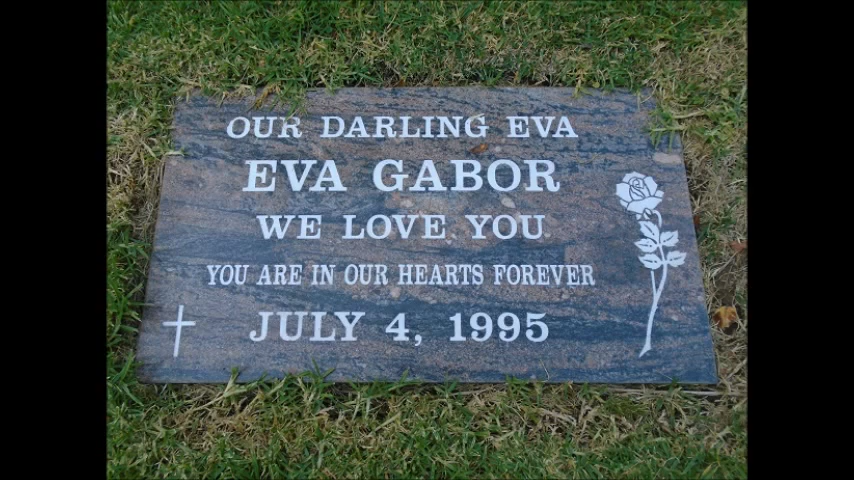 OUR DARLING EVA
EVA GABOR
WE LOVE YOU
YOU ARE IN OUR HEARTS FOREVER
JULY 4, 1995